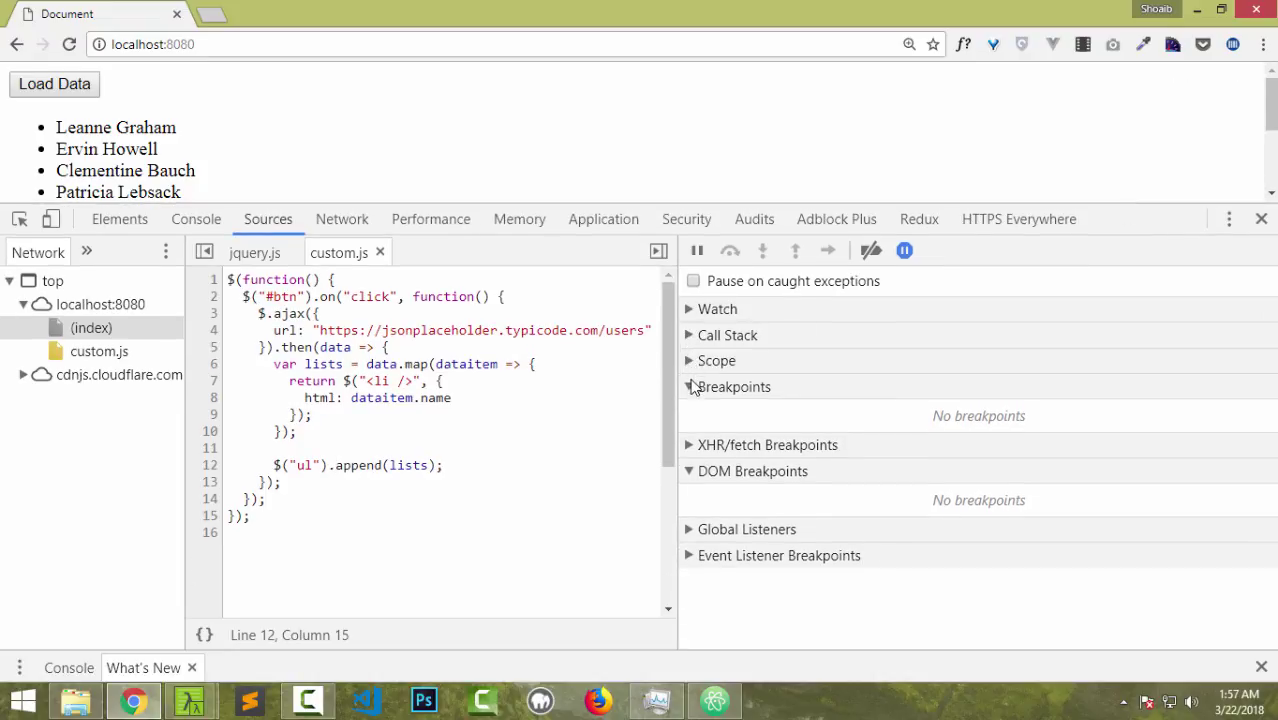 Document
Shoaib
localhost:8080
f?
Load Data
• Leanne Graham
• Ervin Howell
• Clementine Bauch
• Patricia Lebsack
Elements Console Sources Network Performance Memory Application Security Audits Adblock Plus Redux HTTPS Everywhere
Network »
jquery.js custom.js
top
localhost:8080
(index)
custom.js
cdnjs.cloudflare.com
1 $(function() {
2 $("#btn").on("click", function() {
3 $.ajax({
4 url: "https://jsonplaceholder.typicode.com/users"
5 }).then(data => {
6 var lists = data.map(dataitem => {
7 return $("<li />", {
8 html: dataitem.name
9 });
10 });
11
12 $("ul").append(lists);
13 });
14 });
15 });
16
{} Line 12, Column 15
Pause on caught exceptions
Watch
Call Stack
Scope
Breakpoints
No breakpoints
XHR/fetch Breakpoints
DOM Breakpoints
No breakpoints
Global Listeners
Event Listener Breakpoints
Console What's New
Ps
1:57 AM
3/22/2018